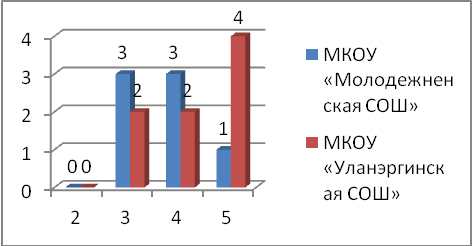 4
3
2
1
0
0 0
3
2
3
2
1
4
2 3 4 5
МКОУ
«Молодежнен
ская СОШ»
МКОУ
«Уланэргинск
ая СОШ»